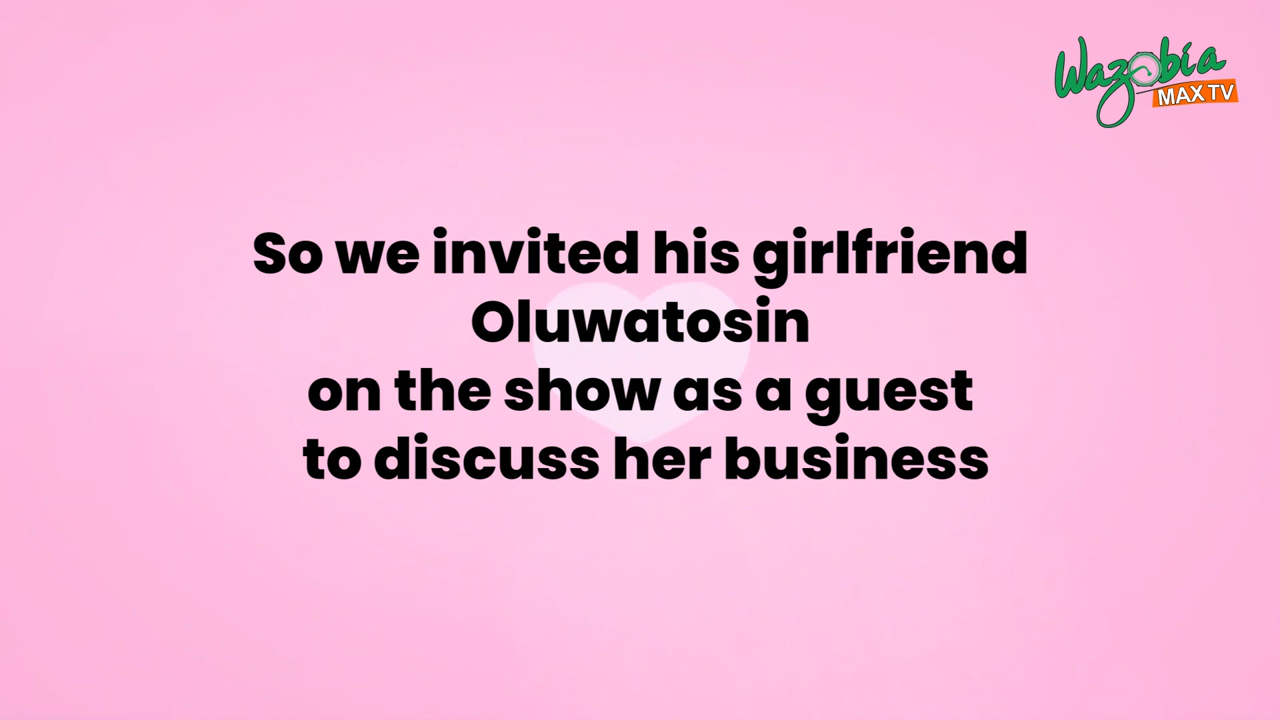 Wazobia
MAX TV
So we invited his girlfriend
Oluwatosin
on the show as a guest
to discuss her business